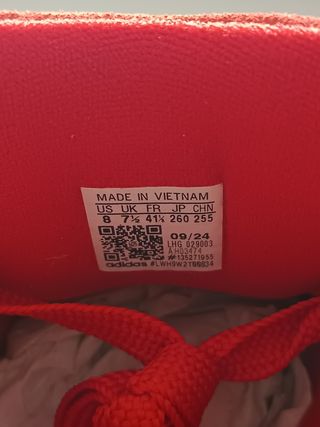 MADE IN VIETNAM
US UK FR JP CHN
8 7½ 41⅓ 260 255
09/24
LHG 029003
AH03474
#135271955
adidas #LWH9W2T00834